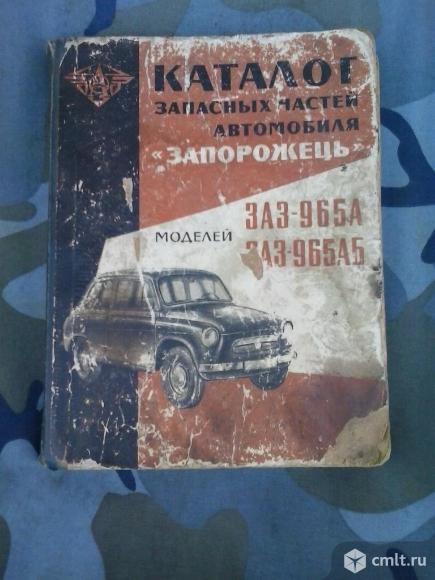 КАТАЛОГ
ЗАПАСНЫХ ЧАСТЕЙ
АВТОМОБИЛЯ
«ЗАПОРОЖЕЦЬ»
МОДЕЛЕЙ
ЗАЗ-965А
ЗАЗ-965АБ
cmlt.ru